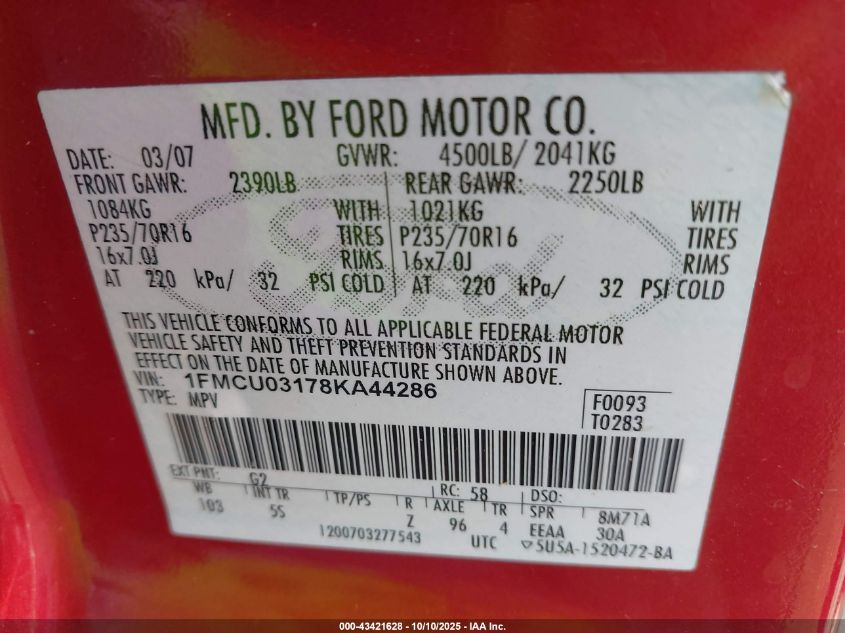 MFD. BY FORD MOTOR CO.
DATE: 03/07 GVWR: 4500LB/ 2041KG
FRONT GAWR: 2390LB REAR GAWR: 2250LB
1084KG WITH 1021KG WITH
P235/70R16 TIRES P235/70R16 TIRES
16x7.0J RIMS 16x7.0J RIMS
AT 220 kPa/ 32 PSI COLD AT 220 kPa/ 32 PSI COLD
Ford
THIS VEHICLE CONFORMS TO ALL APPLICABLE FEDERAL MOTOR
VEHICLE SAFETY AND THEFT PREVENTION STANDARDS IN
EFFECT ON THE DATE OF MANUFACTURE SHOWN ABOVE.
VIN: 1FMCU03178KA44286
TYPE: MPV
F0093
T0283
EXT PNT: G2 RC: 58 DSO:
WB INT TR TP/PS R AXLE TR SPR 8M71A
103 5S Z 96 4 EEAA 30A
1200703277543 UTC ▽5U5A-1520472-BA
000-43421628 - 10/10/2025 - IAA Inc.